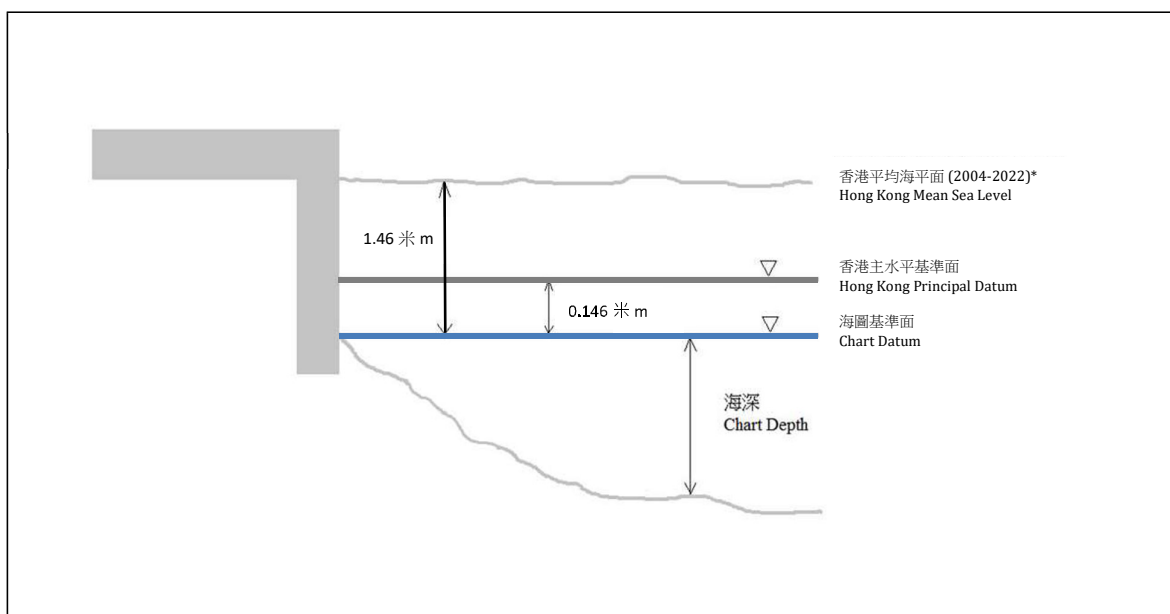 香港平均海平面 (2004-2022)*
Hong Kong Mean Sea Level
1.46 米 m
香港主水平基準面
Hong Kong Principal Datum
0.146 米 m
海圖基準面
Chart Datum
海深
Chart Depth